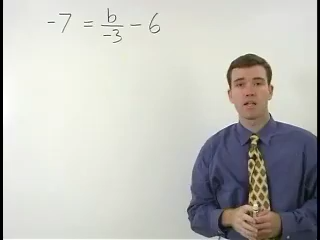 -7 = b/-3 - 6